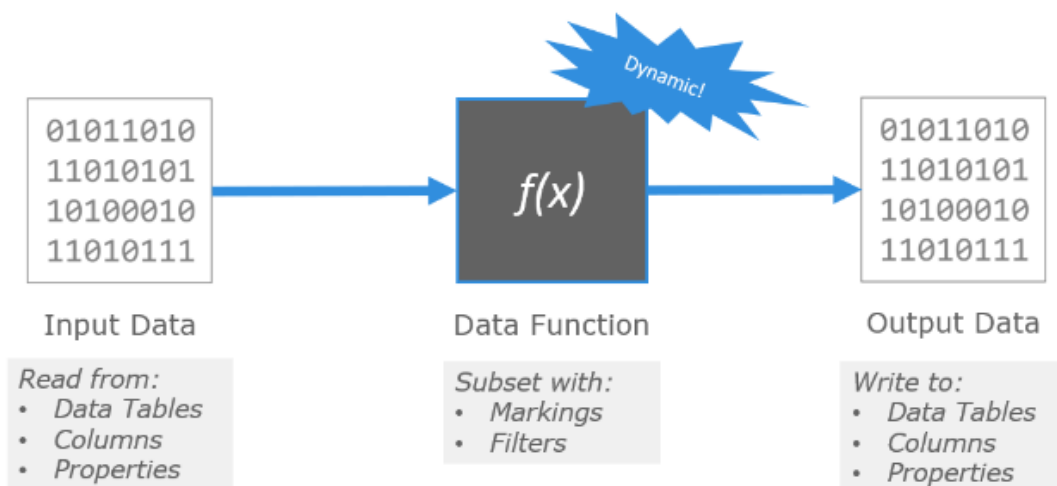 Dynamic!
01011010
11010101
10100010
11010111
f(x)
01011010
11010101
10100010
11010111
Input Data
Data Function
Output Data
Read from:
• Data Tables
• Columns
• Properties
Subset with:
• Markings
• Filters
Write to:
• Data Tables
• Columns
• Properties